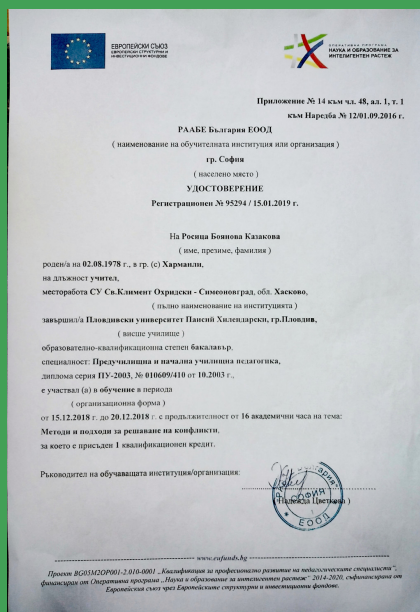 ЕВРОПЕЙСКИ СЪЮЗ
ЕВРОПЕЙСКИ СТРУКТУРНИ И
ИНВЕСТИЦИОННИ ФОНДОВЕ
ОПЕРАТИВНА ПРОГРАМА
НАУКА И ОБРАЗОВАНИЕ ЗА
ИНТЕЛИГЕНТЕН РАСТЕЖ
Приложение № 14 към чл. 48, ал. 1, т. 1
към Наредба № 12/01.09.2016 г.
РААБЕ България ЕООД
( наименование на обучителната институция или организация )
гр. София
( населено място )
УДОСТОВЕРЕНИЕ
Регистрационен № 95294 / 15.01.2019 г.
На Росица Боянова Казакова
( име, презиме, фамилия )
роден/а на 02.08.1978 г., в гр. (с) Харманли,
на длъжност учител,
месторабота СУ Св.Климент Охридски - Симеоновград, обл. Хасково,
( пълно наименование на институцията )
завършил/а Пловдивски университет Паисий Хилендарски, гр.Пловдив,
( висше училище )
образователно-квалификационна степен бакалавър,
специалност: Предучилищна и начална училищна педагогика,
диплома серия ПУ-2003, № 010609/410 от 10.2003 г.,
е участвал (а) в обучение в периода
( организационна форма )
от 15.12.2018 г. до 20.12.2018 г. с продължителност от 16 академични часа на тема:
Методи и подходи за решаване на конфликти,
за което е присъден 1 квалификационен кредит.
Ръководител на обучаващата институция/организация:
( Надежда Цветкова )
СОФИЯ
ЕООД
www.eufunds.bg
Проект BG05M2OP001-2.010-0001 „Квалификация за професионално развитие на педагогическите специалисти",
финансиран от Оперативна програма „Наука и образование за интелигентен растеж" 2014-2020, съфинансирана от
Европейския съюз чрез Европейските структурни и инвестиционни фондове.